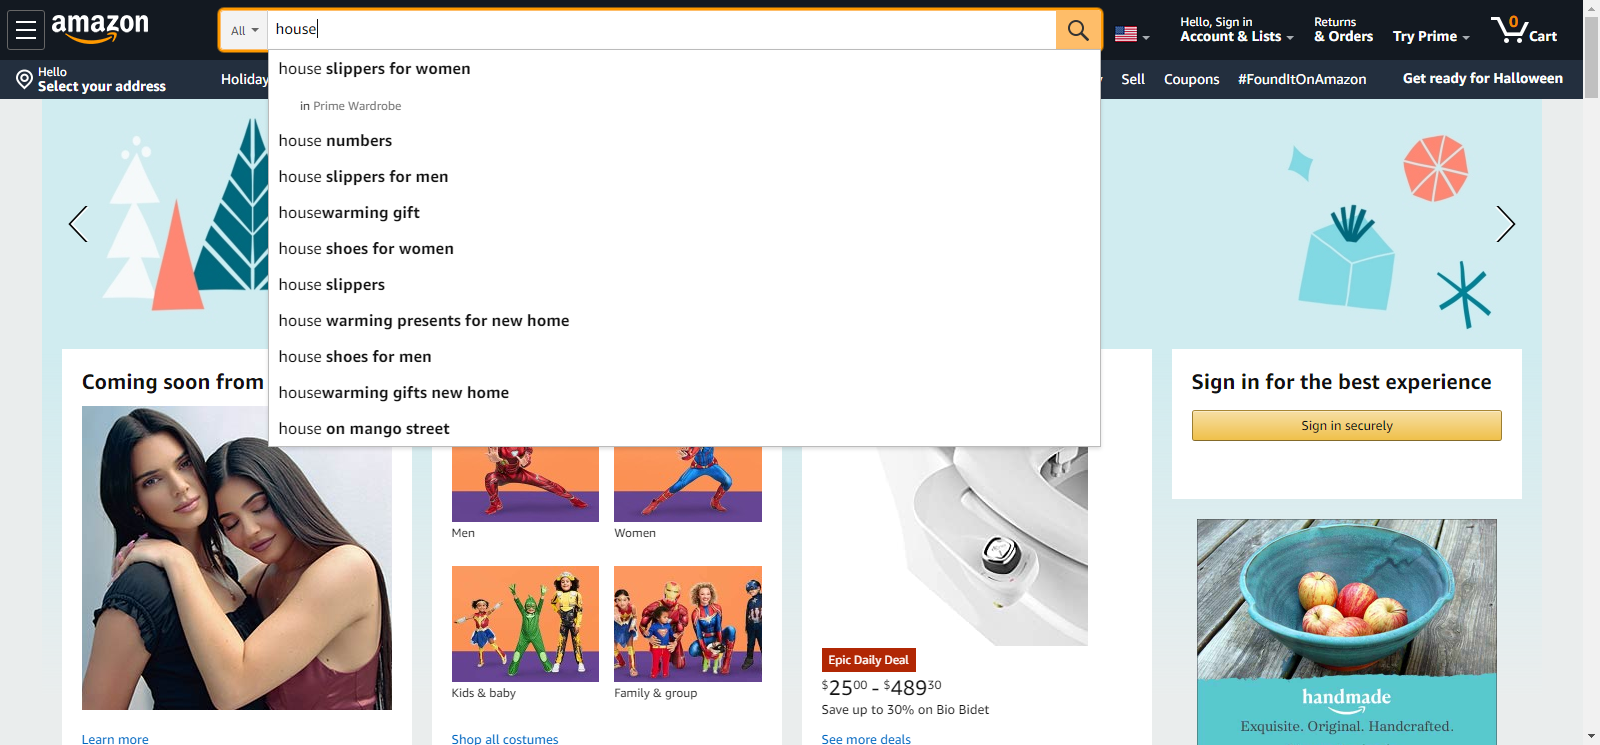 amazon
All
house
Hello, Sign in
Account & Lists
Returns
& Orders
Try Prime
0
Cart
Hello
Select your address
Holiday
Sell
Coupons
#FoundItOnAmazon
Get ready for Halloween
house slippers for women
in Prime Wardrobe
house numbers
house slippers for men
housewarming gift
house shoes for women
house slippers
house warming presents for new home
house shoes for men
housewarming gifts new home
house on mango street
Coming soon from
Learn more
Men
Women
Kids & baby
Family & group
Shop all costumes
Epic Daily Deal
$2500 - $48930
Save up to 30% on Bio Bidet
See more deals
Sign in for the best experience
Sign in securely
handmade
Exquisite. Original. Handcrafted.